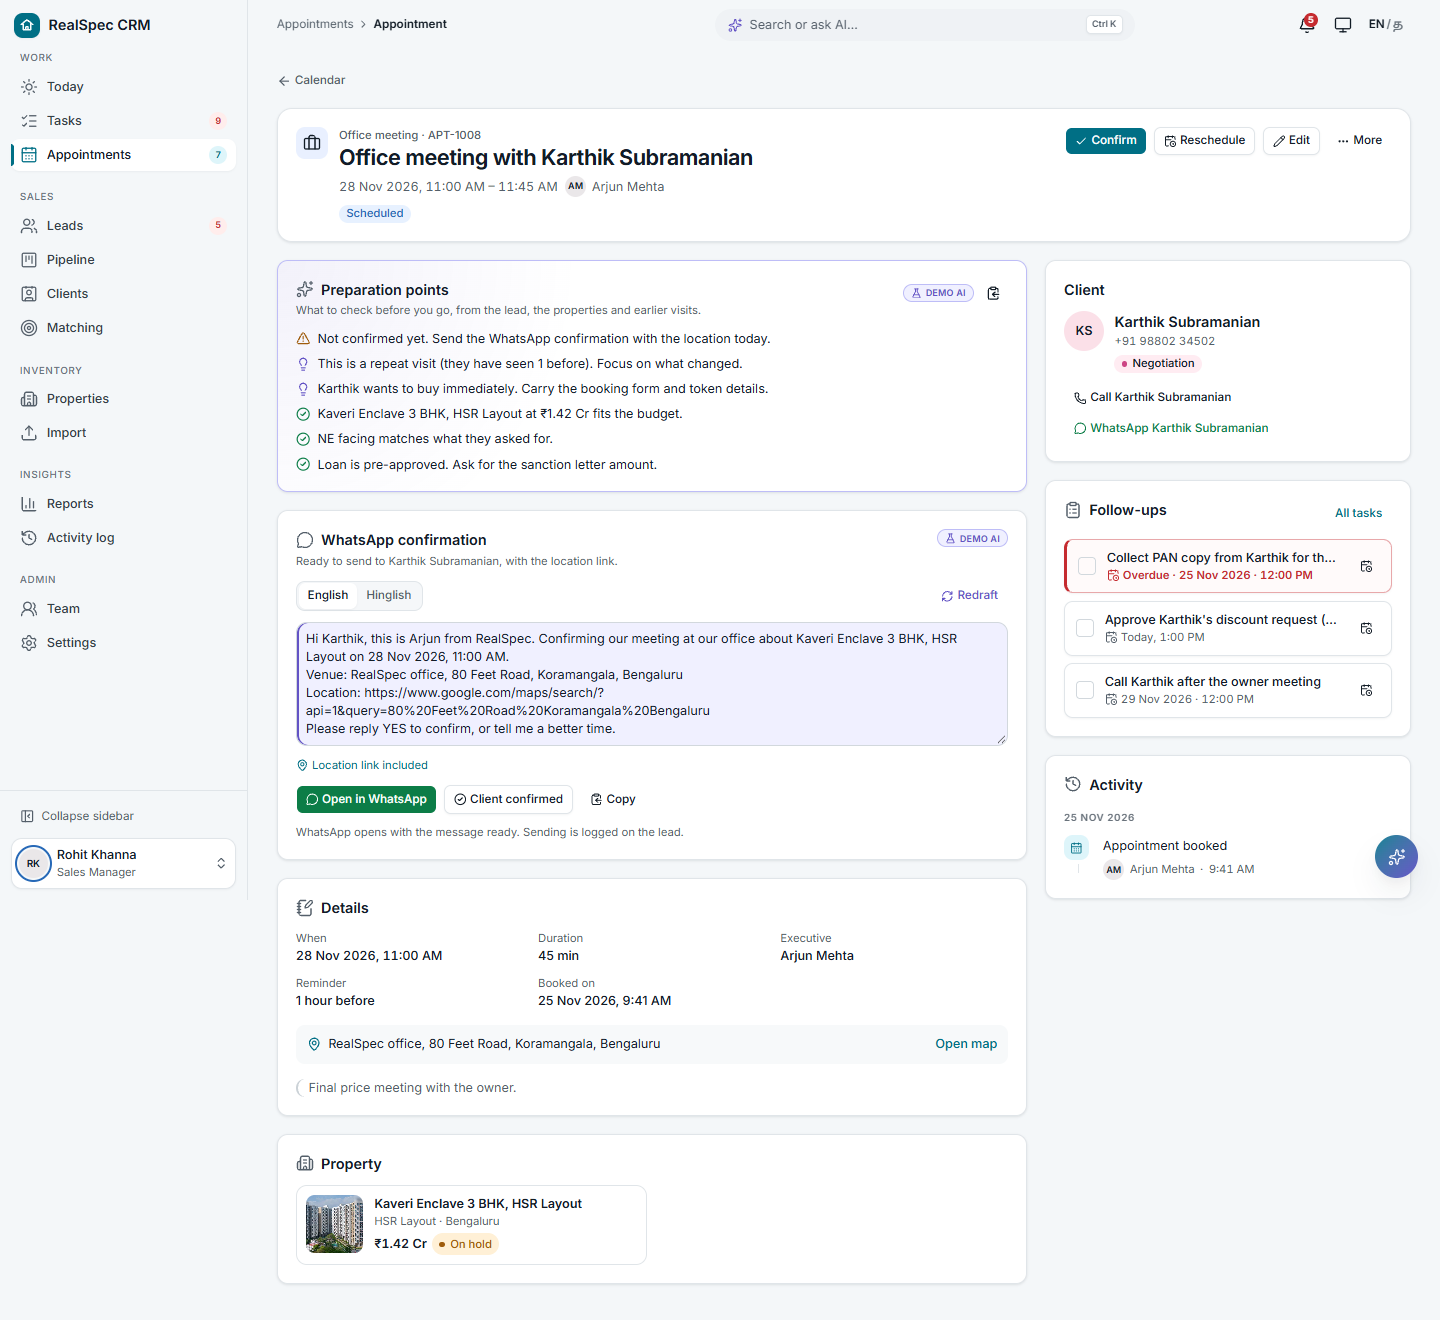 RealSpec CRM
WORK
Today
Tasks 9
Appointments 7
SALES
Leads 5
Pipeline
Clients
Matching
INVENTORY
Properties
Import
INSIGHTS
Reports
Activity log
ADMIN
Team
Settings
Collapse sidebar
RK Rohit Khanna
Sales Manager
Appointments > Appointment
Search or ask AI... Ctrl K
5
EN / த
Calendar
Office meeting · APT-1008
Office meeting with Karthik Subramanian
28 Nov 2026, 11:00 AM – 11:45 AM AM Arjun Mehta
Scheduled
Confirm Reschedule Edit ··· More
Preparation points DEMO AI
What to check before you go, from the lead, the properties and earlier visits.
Not confirmed yet. Send the WhatsApp confirmation with the location today.
This is a repeat visit (they have seen 1 before). Focus on what changed.
Karthik wants to buy immediately. Carry the booking form and token details.
Kaveri Enclave 3 BHK, HSR Layout at ₹1.42 Cr fits the budget.
NE facing matches what they asked for.
Loan is pre-approved. Ask for the sanction letter amount.
WhatsApp confirmation DEMO AI
Ready to send to Karthik Subramanian, with the location link.
English Hinglish Redraft
Hi Karthik, this is Arjun from RealSpec. Confirming our meeting at our office about Kaveri Enclave 3 BHK, HSR
Layout on 28 Nov 2026, 11:00 AM.
Venue: RealSpec office, 80 Feet Road, Koramangala, Bengaluru
Location: https://www.google.com/maps/search/?
api=1&query=80%20Feet%20Road%20Koramangala%20Bengaluru
Please reply YES to confirm, or tell me a better time.
Location link included
Open in WhatsApp Client confirmed Copy
WhatsApp opens with the message ready. Sending is logged on the lead.
Details
When Duration Executive
28 Nov 2026, 11:00 AM 45 min Arjun Mehta
Reminder Booked on
1 hour before 25 Nov 2026, 9:41 AM
RealSpec office, 80 Feet Road, Koramangala, Bengaluru Open map
Final price meeting with the owner.
Property
Kaveri Enclave 3 BHK, HSR Layout
HSR Layout · Bengaluru
₹1.42 Cr On hold
Client
KS Karthik Subramanian
+91 98802 34502
Negotiation
Call Karthik Subramanian
WhatsApp Karthik Subramanian
Follow-ups All tasks
Collect PAN copy from Karthik for th...
Overdue · 25 Nov 2026 · 12:00 PM
Approve Karthik's discount request (...
Today, 1:00 PM
Call Karthik after the owner meeting
29 Nov 2026 · 12:00 PM
Activity
25 NOV 2026
Appointment booked
AM Arjun Mehta · 9:41 AM